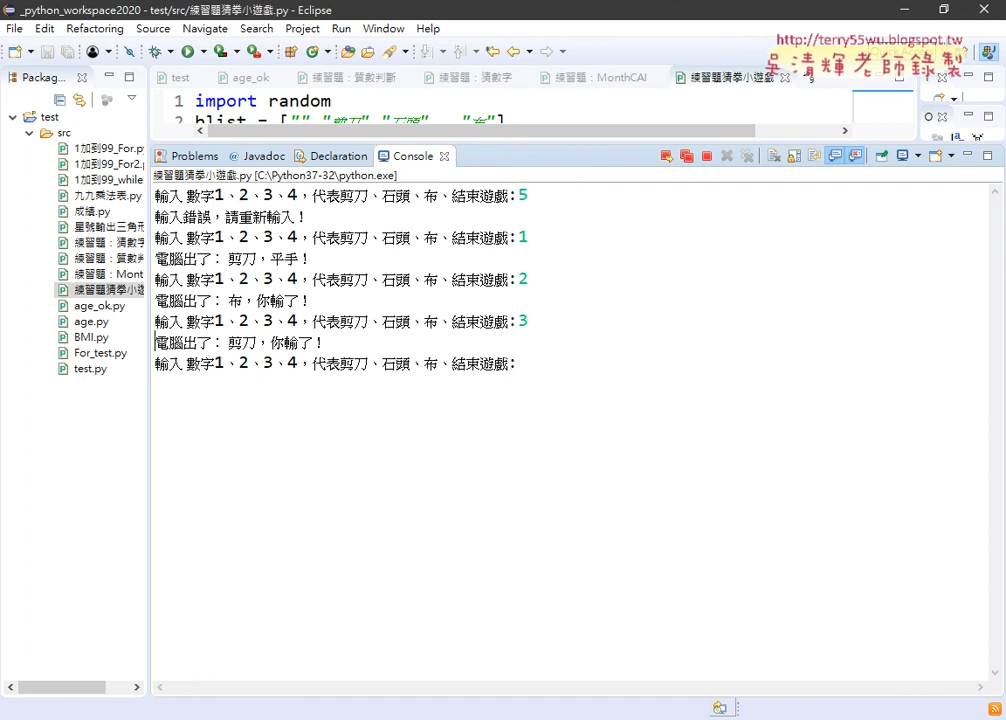 _python_workspace2020 - test/src/練習題猜拳小遊戲.py - Eclipse
File Edit Refactoring Source Navigate Search Project Run Window Help
http://terry55wu.blogspot.tw
吳清輝老師錄製
Packag...
test age_ok 練習題：質數判斷 練習題：猜數字 練習題：MonthCAl 練習題猜拳小遊戲
1 import random
2 hlist = ["","剪刀","石頭", "布"]
test
src
1加到99_For.py
1加到99_For2.
1加到99_while
九九乘法表.py
成績.py
星號輸出三角形
練習題：猜數字
練習題：質數判
練習題：Mont
練習題猜拳小遊
age_ok.py
age.py
BMI.py
For_test.py
test.py
Problems Javadoc Declaration Console
練習題猜拳小遊戲.py [C:\Python37-32\python.exe]
輸入 數字1、2、3、4，代表剪刀、石頭、布、結束遊戲:5
輸入錯誤，請重新輸入！
輸入 數字1、2、3、4，代表剪刀、石頭、布、結束遊戲:1
電腦出了： 剪刀，平手！
輸入 數字1、2、3、4，代表剪刀、石頭、布、結束遊戲:2
電腦出了： 布，你輸了！
輸入 數字1、2、3、4，代表剪刀、石頭、布、結束遊戲:3
電腦出了： 剪刀，你輸了！
輸入 數字1、2、3、4，代表剪刀、石頭、布、結束遊戲: